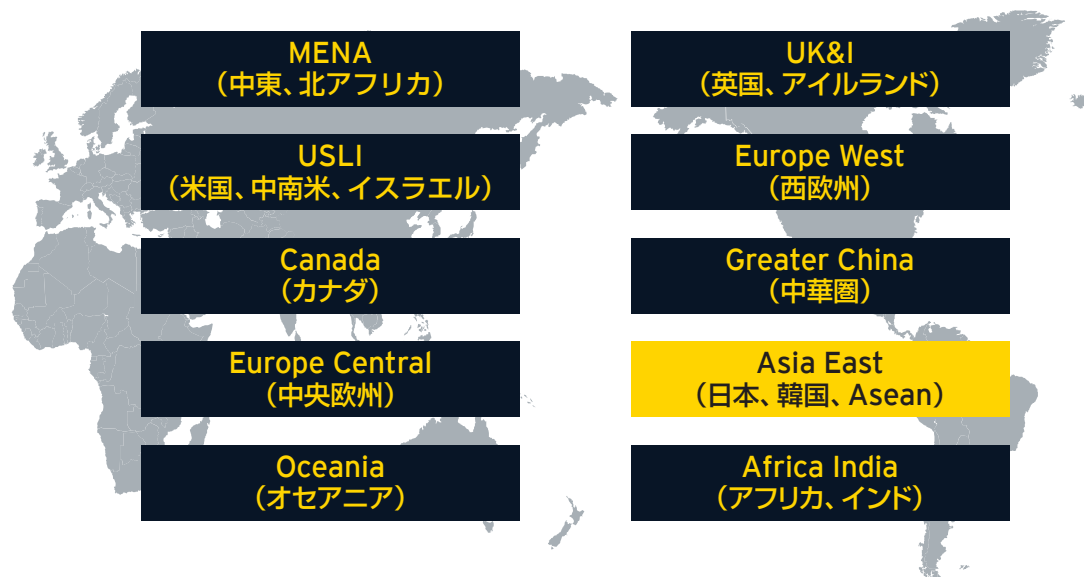 MENA
（中東、北アフリカ）
USLI
（米国、中南米、イスラエル）
Canada
（カナダ）
Europe Central
（中央欧州）
Oceania
（オセアニア）
UK&I
（英国、アイルランド）
Europe West
（西欧州）
Greater China
（中華圏）
Asia East
（日本、韓国、Asean）
Africa India
（アフリカ、インド）